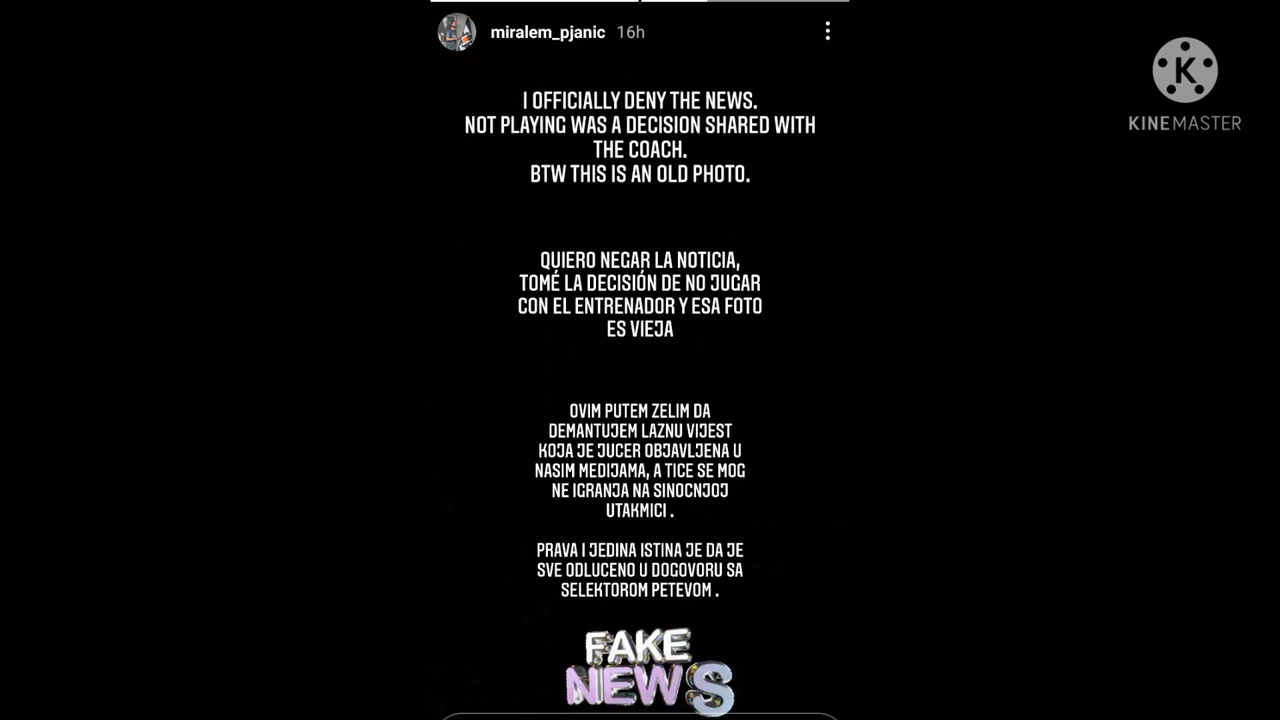 miralem_pjanic 16h
K
KINEMASTER
I OFFICIALLY DENY THE NEWS.
NOT PLAYING WAS A DECISION SHARED WITH
THE COACH.
BTW THIS IS AN OLD PHOTO.
QUIERO NEGAR LA NOTICIA,
TOMÉ LA DECISIÓN DE NO JUGAR
CON EL ENTRENADOR Y ESA FOTO
ES VIEJA
OVIM PUTEM ZELIM DA
DEMANTUJEM LAZNU VIJEST
KOJA JE JUCER OBJAVLJENA U
NASIM MEDIJAMA, A TICE SE MOG
NE IGRANJA NA SINOCNJOJ
UTAKMICI .
PRAVA I JEDINA ISTINA JE DA JE
SVE ODLUCENO U DOGOVORU SA
SELEKTOROM PETEVOM .
FAKE
NEWS